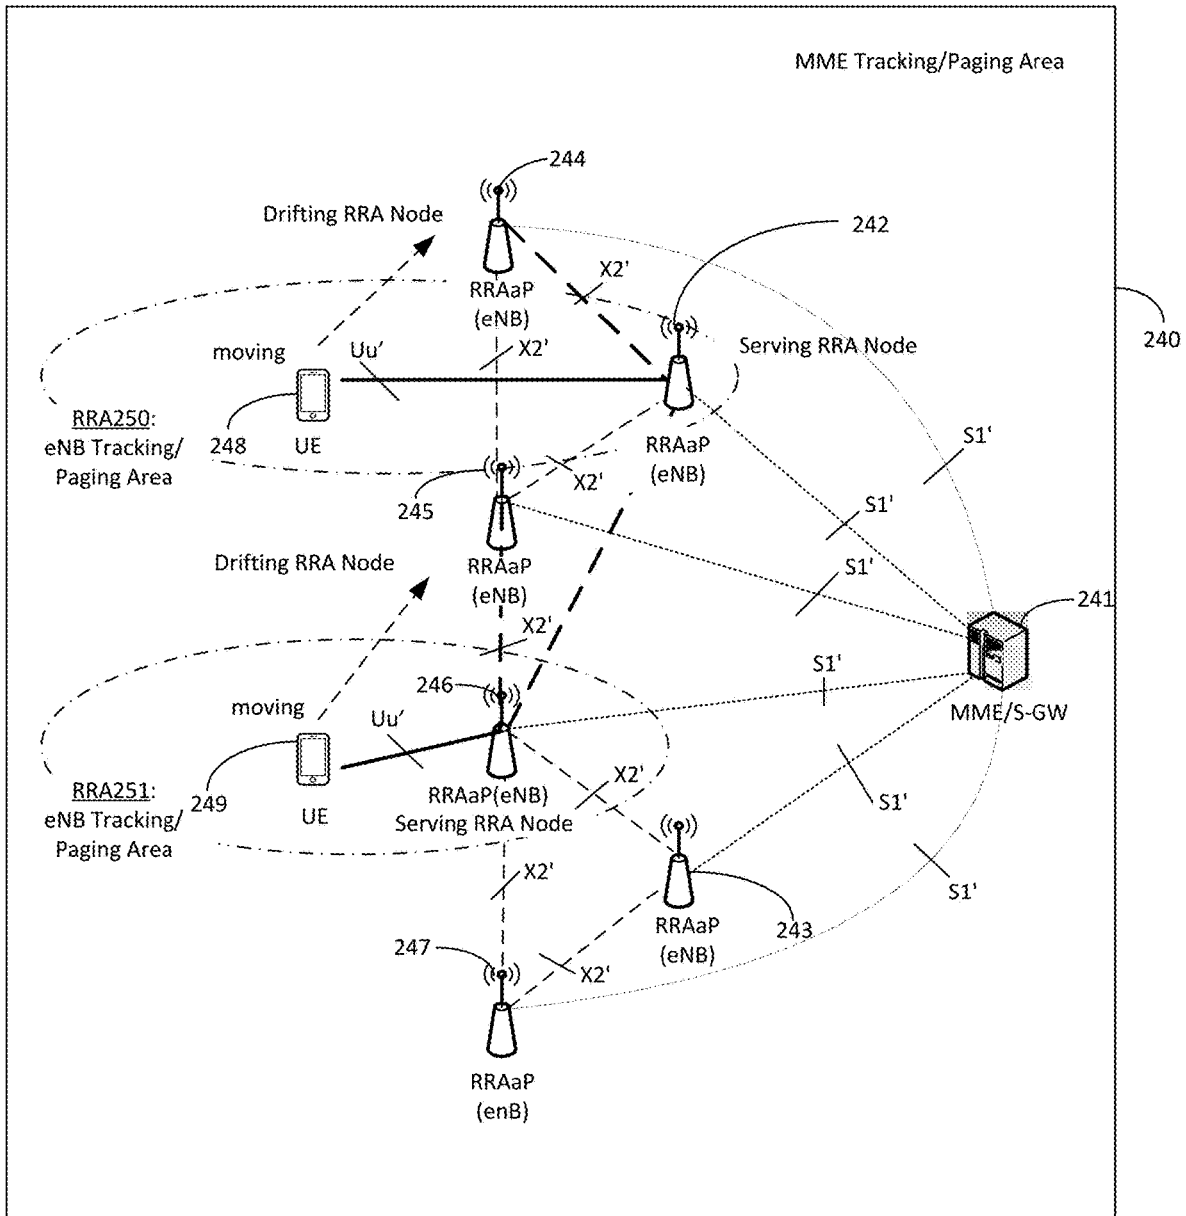 MME Tracking/Paging Area
244
Drifting RRA Node
242
X2'
RRAaP
(eNB)
240
Serving RRA Node
moving
Uu'
X2'
RRA250:
eNB Tracking/
Paging Area
248
UE
RRAaP
(eNB)
S1'
X2'
245
S1'
Drifting RRA Node
RRAaP
(eNB)
S1'
241
X2'
S1'
246
moving
Uu'
MME/S-GW
RRA251:
eNB Tracking/
Paging Area
249
UE
RRAaP(eNB)
Serving RRA Node
X2'
S1'
X2'
S1'
RRAaP
(eNB)
243
247
X2'
RRAaP
(enB)